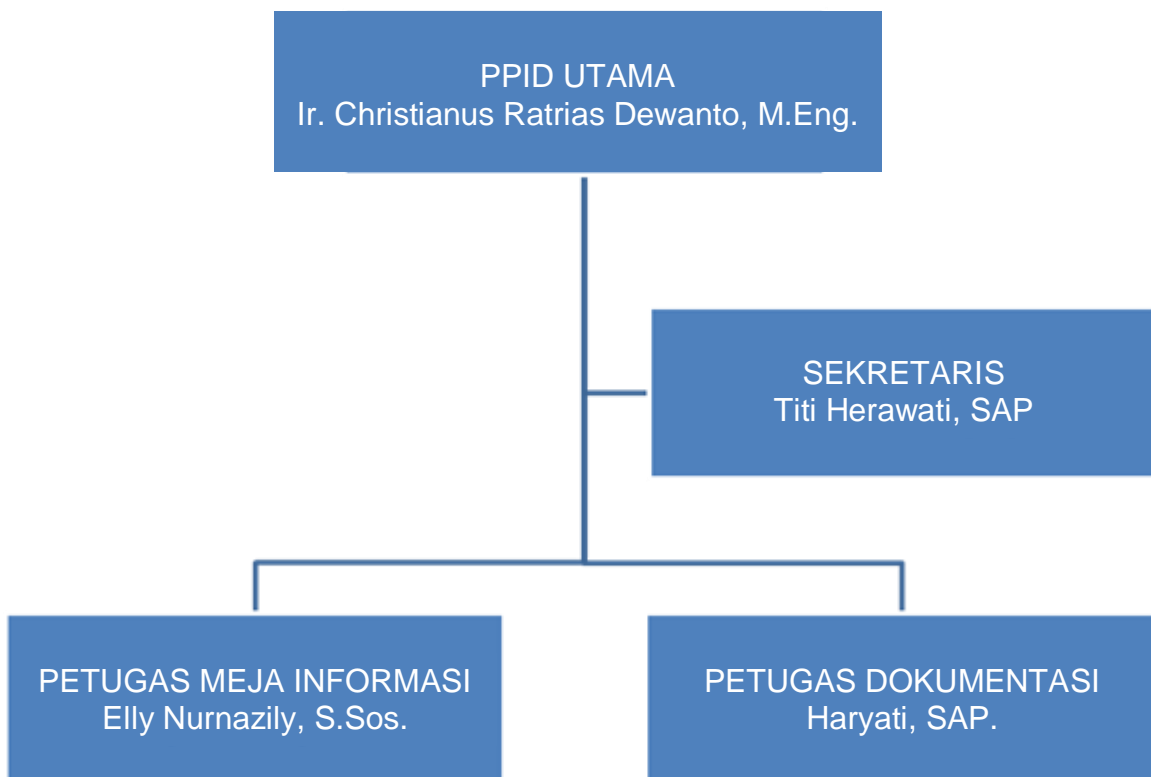 PPID UTAMA
Ir. Christianus Ratrias Dewanto, M.Eng.
SEKRETARIS
Titi Herawati, SAP
PETUGAS MEJA INFORMASI
Elly Nurnazily, S.Sos.
PETUGAS DOKUMENTASI
Haryati, SAP.